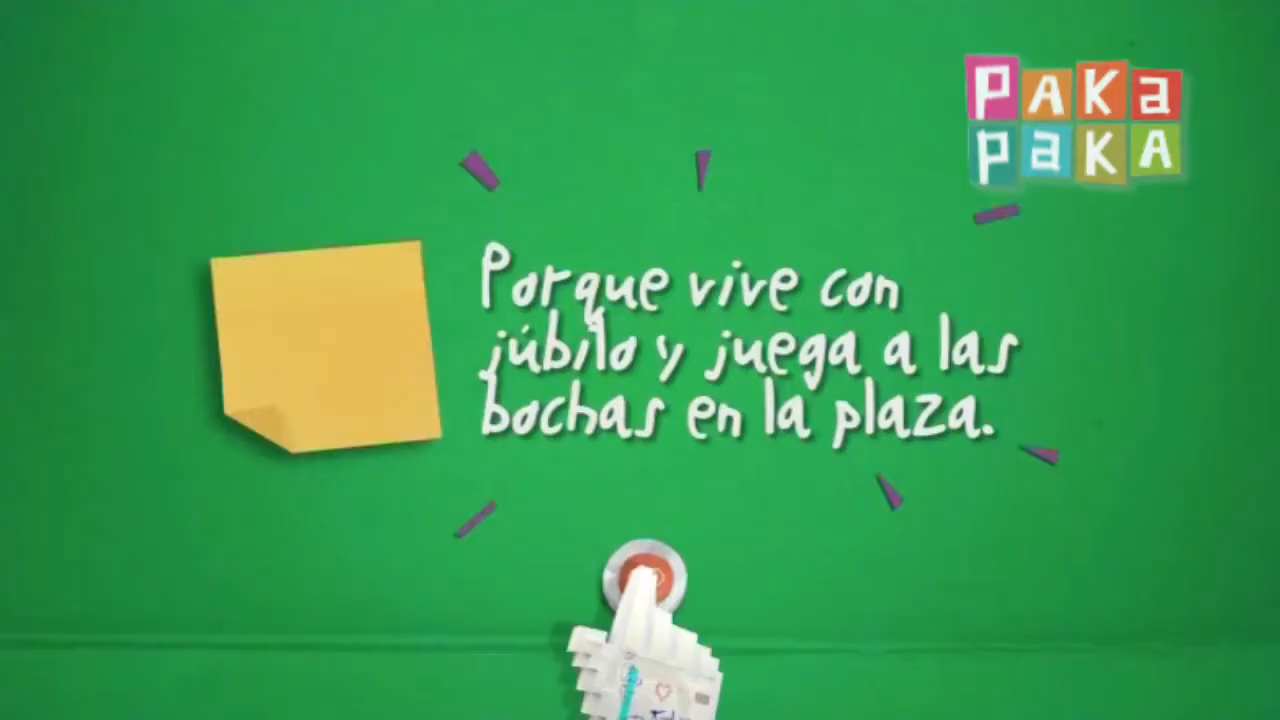 PAKA
PAKA
Porque vive con
júbilo y juega a las
bochas en la plaza.